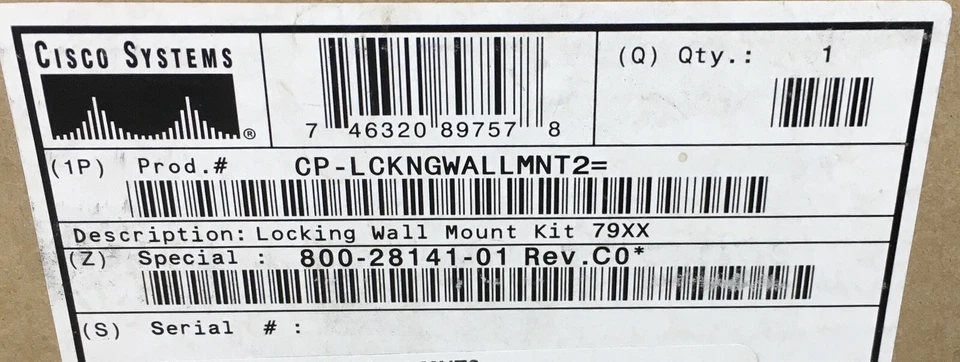 CISCO SYSTEMS
®
7 46320 89757 8
(Q) Qty.: 1
(1P) Prod.# CP-LCKNGWALLMNT2=
Description: Locking Wall Mount Kit 79XX
(Z) Special : 800-28141-01 Rev.C0*
(S) Serial # :